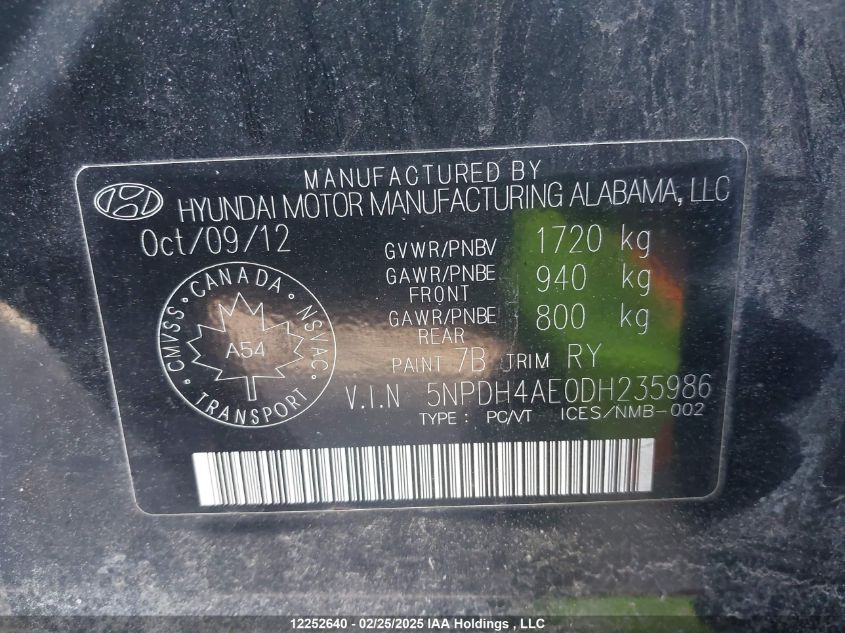 MANUFACTURED BY
HYUNDAI MOTOR MANUFACTURING ALABAMA, LLC
Oct/09/12
GVWR/PNBV 1720 kg
GAWR/PNBE FRONT 940 kg
GAWR/PNBE REAR 800 kg
CMVSS · CANADA · NSVAC · TRANSPORT ·
A54
PAINT 7B TRIM RY
V.I.N 5NPDH4AE0DH235986
TYPE : PC/VT ICES/NMB-002
12252640 - 02/25/2025 IAA Holdings , LLC